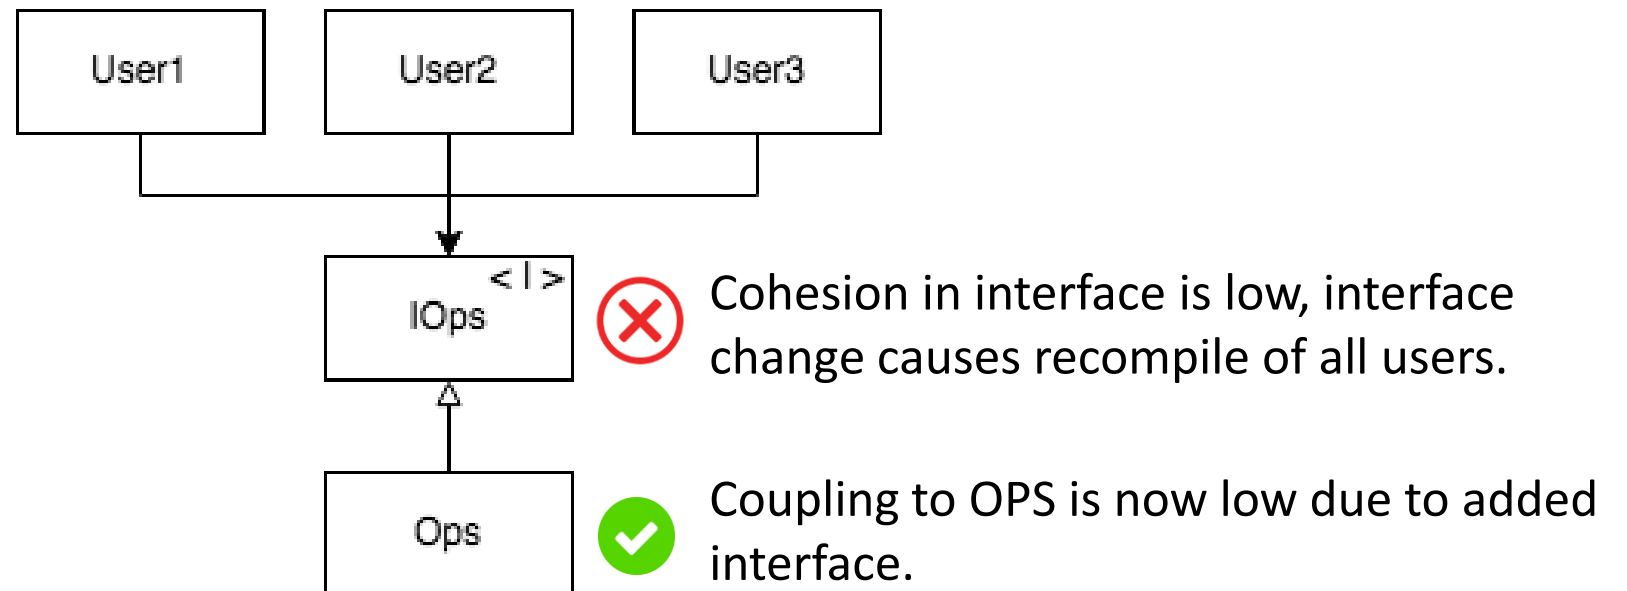 User1
User2
User3
< I >
IOps
Cohesion in interface is low, interface
change causes recompile of all users.
Ops
Coupling to OPS is now low due to added
interface.